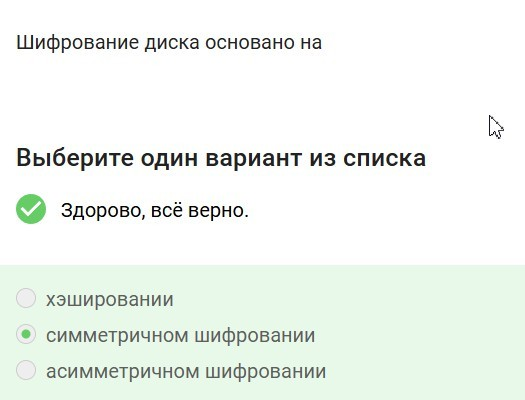 Шифрование диска основано на
Выберите один вариант из списка
Здорово, всё верно.
хэшировании
симметричном шифровании
асимметричном шифровании